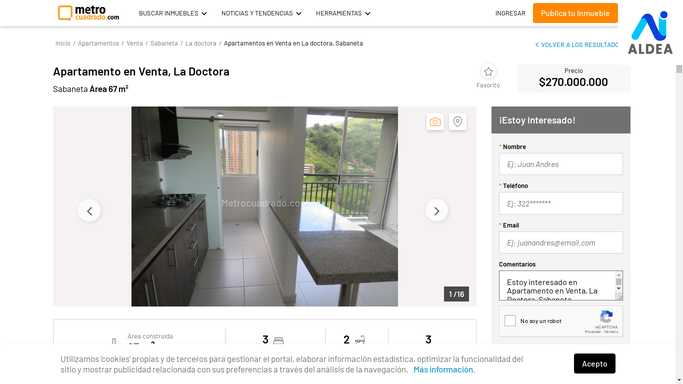 metro
cuadrado.com
BUSCAR INMUEBLES
NOTICIAS Y TENDENCIAS
HERRAMIENTAS
INGRESAR
Publica tu Inmueble
ALDEA
Inicio / Apartamentos / Venta / Sabaneta / La doctora / Apartamentos en Venta en La doctora, Sabaneta
< VOLVER A LOS RESULTADO
Apartamento en Venta, La Doctora
Sabaneta Área 67 m²
Favorito
Precio
$270.000.000
Metrocuadrado.com
1 / 16
¡Estoy Interesado!
* Nombre
Ej: Juan Andres
* Teléfono
Ej: 322*******
* Email
Ej: juanandres@email.com
Comentarios
Estoy interesado en
Apartamento en Venta, La
Doctora, Sabaneta
No soy un robot
reCAPTCHA
Privacidad - Términos
Área construida
3
2
3
Utilizamos 'cookies' propias y de terceros para gestionar el portal, elaborar información estadística, optimizar la funcionalidad del
sitio y mostrar publicidad relacionada con sus preferencias a través del análisis de la navegación. Más información.
Acepto